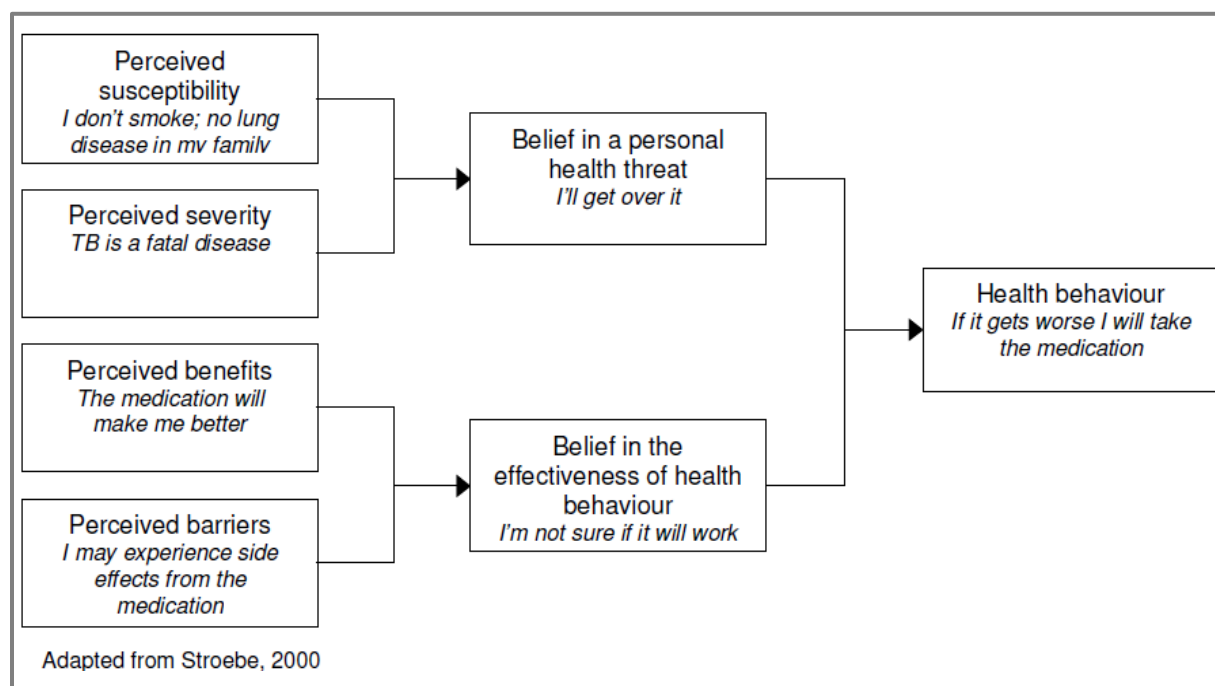 Perceived
susceptibility
I don't smoke; no lung
disease in mv familv
Perceived severity
TB is a fatal disease
Perceived benefits
The medication will
make me better
Perceived barriers
I may experience side
effects from the
medication
Belief in a personal
health threat
I'll get over it
Belief in the
effectiveness of health
behaviour
I'm not sure if it will work
Health behaviour
If it gets worse I will take
the medication
Adapted from Stroebe, 2000